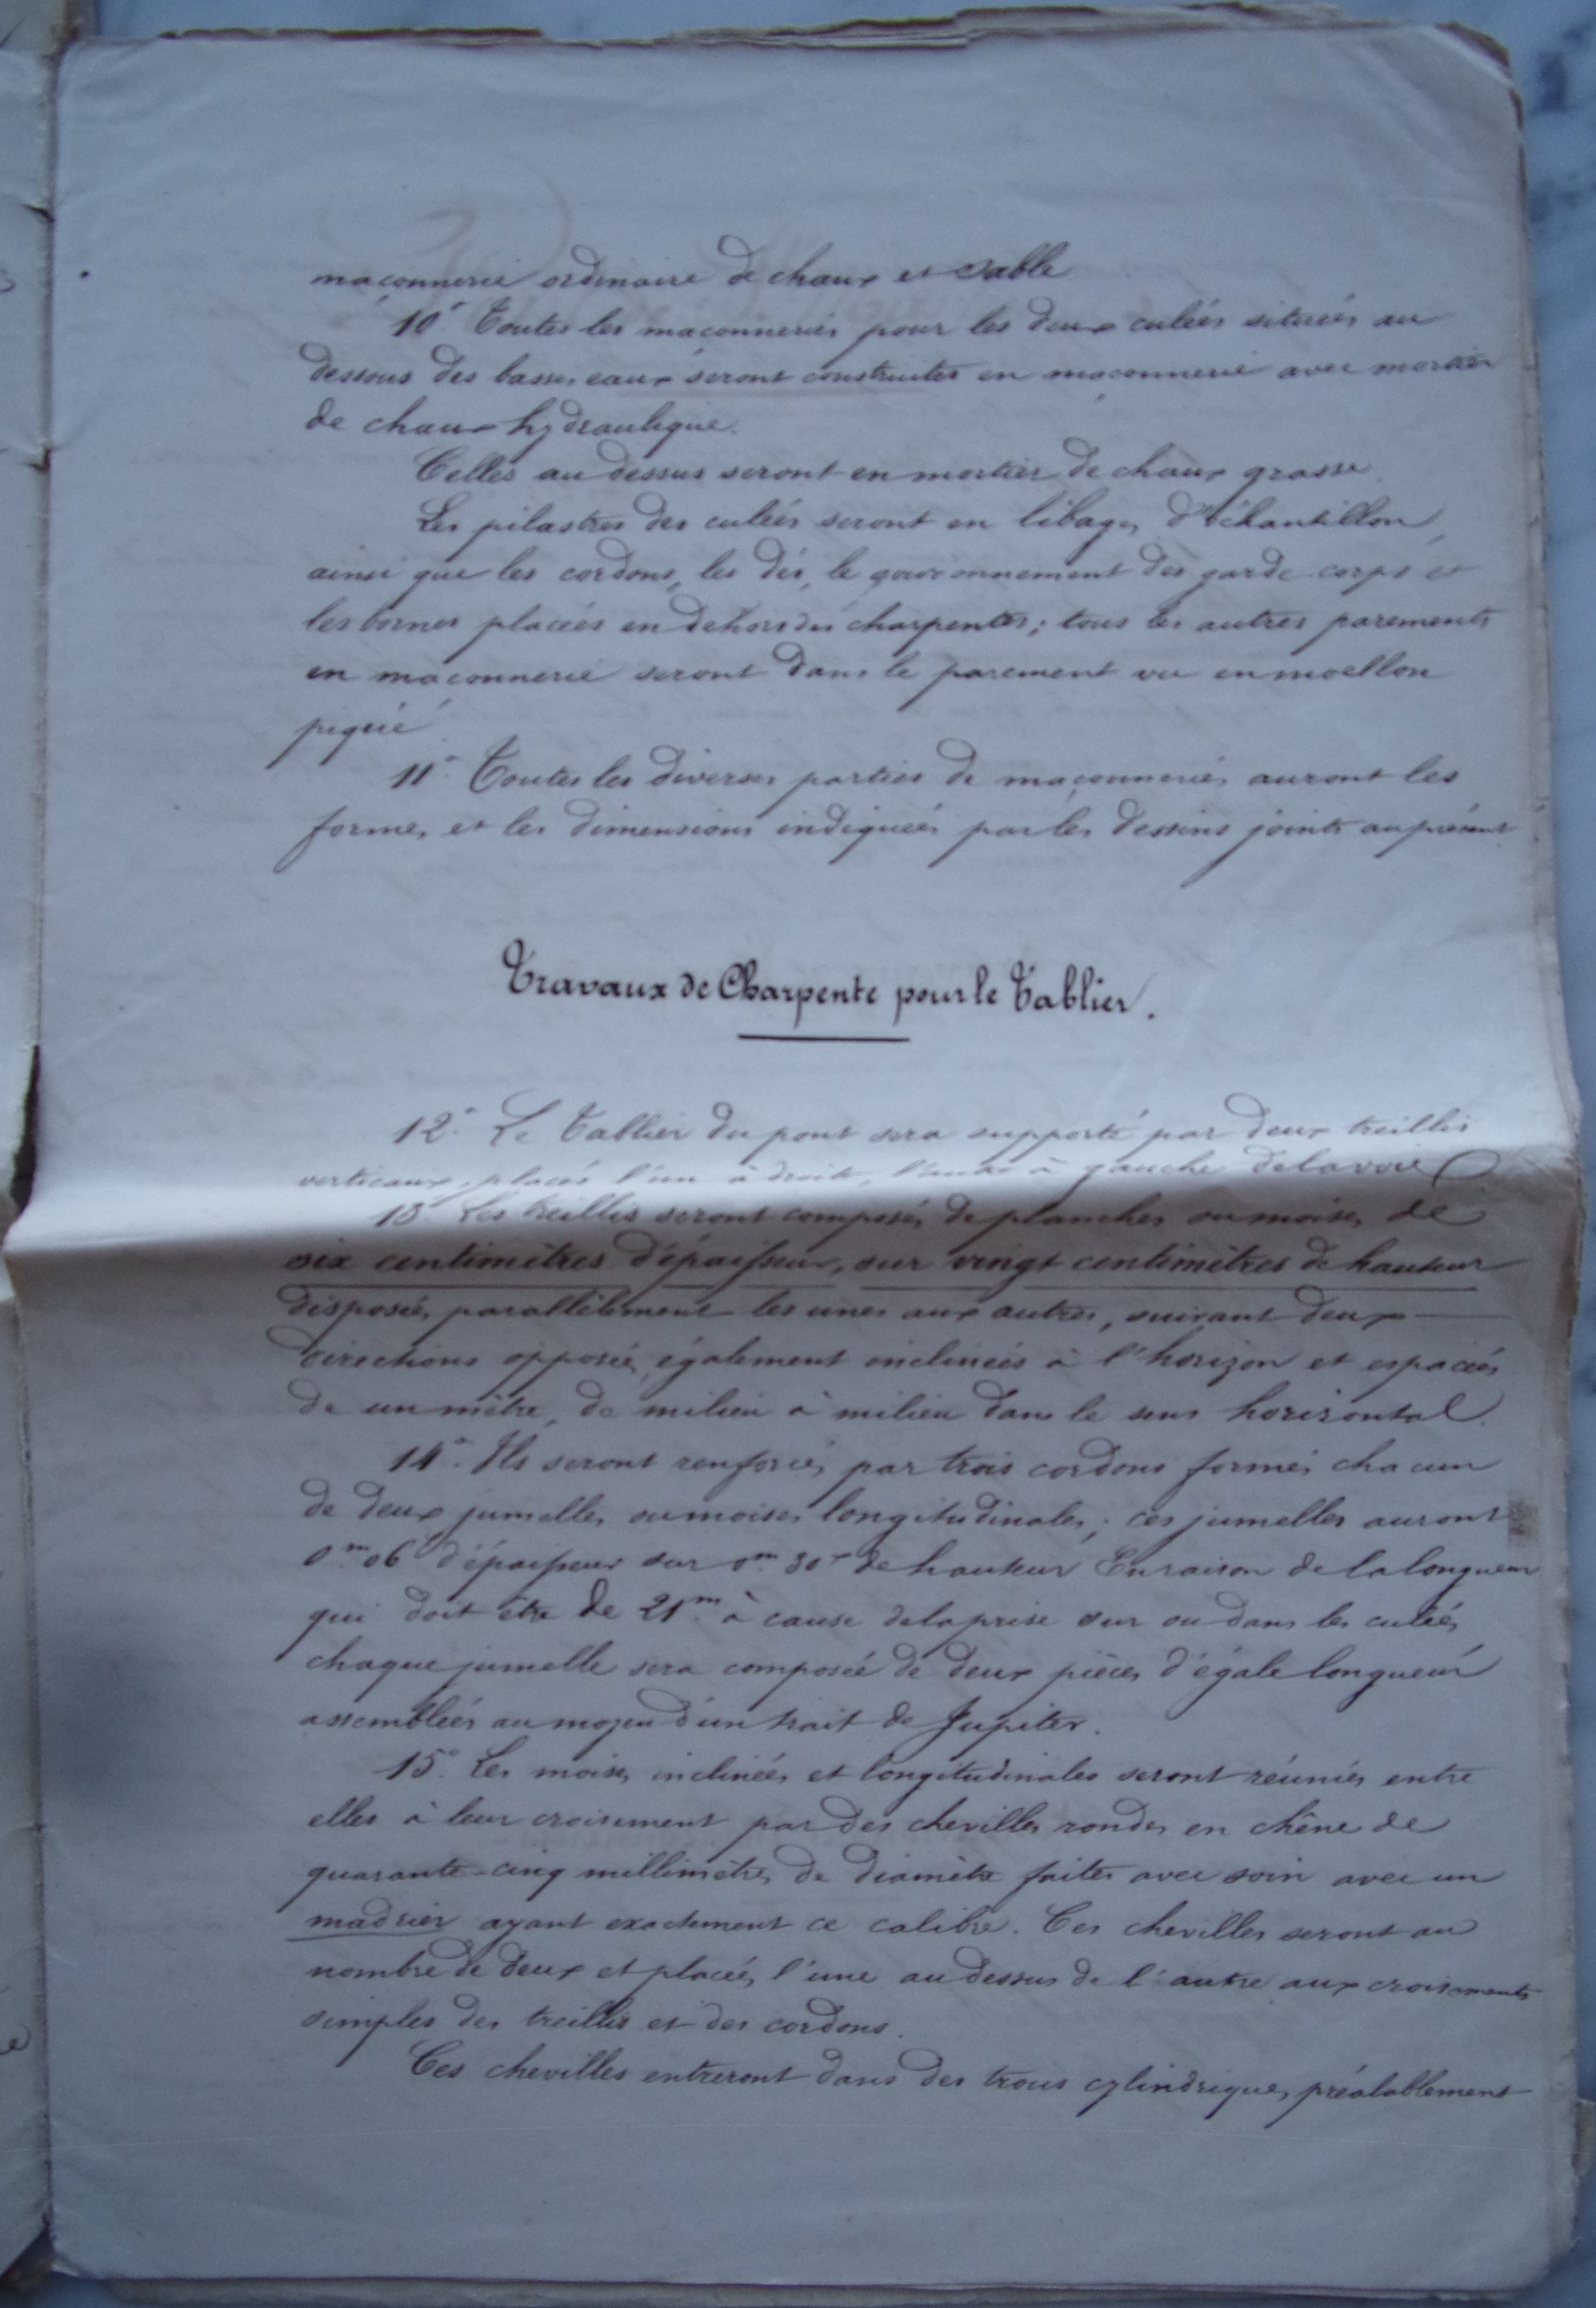 maçonnerie ordinaire de chaux et sable
10° Toutes les maçonneries pour les deux culées situées au
dessous des basses eaux seront construites en maçonnerie avec mortier
de chaux hydraulique.
Celles au dessus seront en mortier de chaux grasse.
Les pilastres des culées seront en libages d'échantillon,
ainsi que les cordons, les dés, le couronnement des garde-corps et
les bornes placées en dehors des charpentes; tous les autres parements
en maçonnerie seront dans le parement vu en moellon
piqué.
11° Toutes les diverses parties de maçonneries auront les
formes et les dimensions indiquées par les dessins joints au présent
Travaux de Charpente pour le Tablier.
12° Le Tablier du pont sera supporté par deux treillis
verticaux, placés l'un à droite, l'autre à gauche de la voie
13° Les treillis seront composés de planches ou moises de
six centimètres d'épaisseur, sur vingt centimètres de hauteur
disposées parallèlement les unes aux autres, suivant deux
directions opposées, également inclinées à l'horizon et espacées
de un mètre, de milieu à milieu dans le sens horizontal.
14° Ils seront renforcés par trois cordons formés chacun
de deux jumelles ou moises longitudinales; ces jumelles auront
0m 06 d'épaisseur sur 0m 30 de hauteur En raison de la longueur
qui doit être de 21m à cause de la prise sur ou dans les culées,
chaque jumelle sera composée de deux pièces d'égale longueur
assemblées au moyen d'un trait de Jupiter.
15° Les moises inclinées et longitudinales seront réunies entre
elles à leur croisement par des chevilles rondes en chêne de
quarante-cinq millimètres de diamètre faites avec soin avec un
madrier ayant exactement ce calibre. Ces chevilles seront au
nombre de deux et placées l'une au dessus de l'autre aux croisements
simples des treillis et des cordons.
Ces chevilles entreront dans des trous cylindriques préalablement